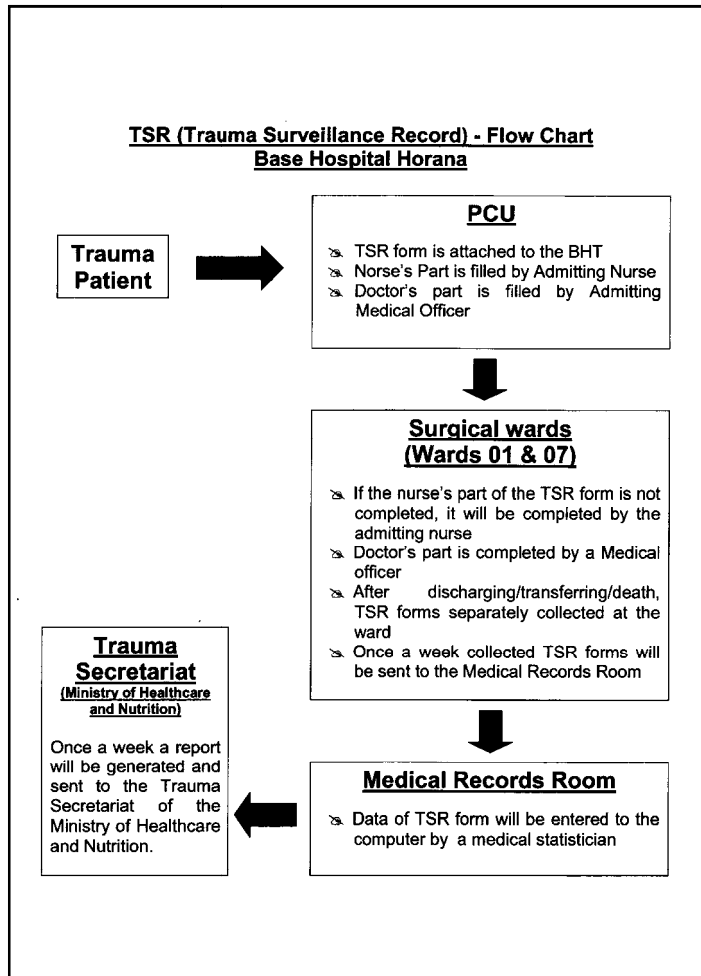 TSR (Trauma Surveillance Record) - Flow Chart
Base Hospital Horana
Trauma
Patient
PCU
TSR form is attached to the BHT
Norse's Part is filled by Admitting Nurse
Doctor's part is filled by Admitting
Medical Officer
Surgical wards
(Wards 01 & 07)
If the nurse's part of the TSR form is not
completed, it will be completed by the
admitting nurse
Doctor's part is completed by a Medical
officer
After discharging/transferring/death,
TSR forms separately collected at the
ward
Once a week collected TSR forms will
be sent to the Medical Records Room
Medical Records Room
Data of TSR form will be entered to the
computer by a medical statistician
Trauma
Secretariat
(Ministry of Healthcare
and Nutrition)
Once a week a report
will be generated and
sent to the Trauma
Secretariat of the
Ministry of Healthcare
and Nutrition.